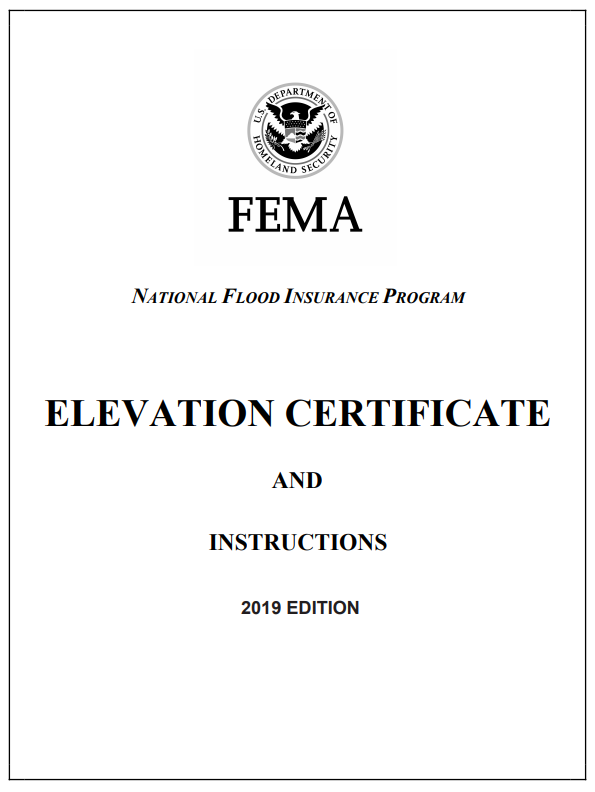 U.S. DEPARTMENT OF
HOMELAND SECURITY
FEMA
NATIONAL FLOOD INSURANCE PROGRAM
ELEVATION CERTIFICATE
AND
INSTRUCTIONS
2019 EDITION